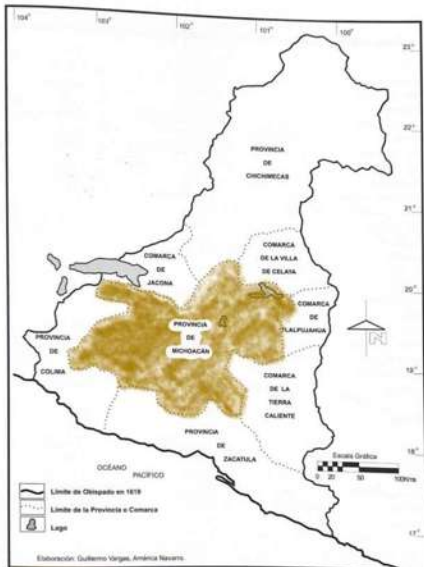 104°
103°
102°
101°
100°
23°
22°
21°
20°
19°
18°
17°
PROVINCIA
DE
CHICHIMECAS
COMARCA
DE
JACONA
COMARCA
DE LA VILLA
DE CELAYA
COMARCA
DE
TLALPUJAHUA
PROVINCIA
DE
MICHOACÁN
PROVINCIA
DE
COLIMA
COMARCA
DE LA
TIERRA
CALIENTE
PROVINCIA
DE
ZACATULA
OCÉANO
PACÍFICO
N
Escala Gráfica
0 20 50 100Kms
Límite de Obispado en 1619
Límite de la Provincia o Comarca
Lago
Elaboración: Guillermo Vargas, América Navarro.